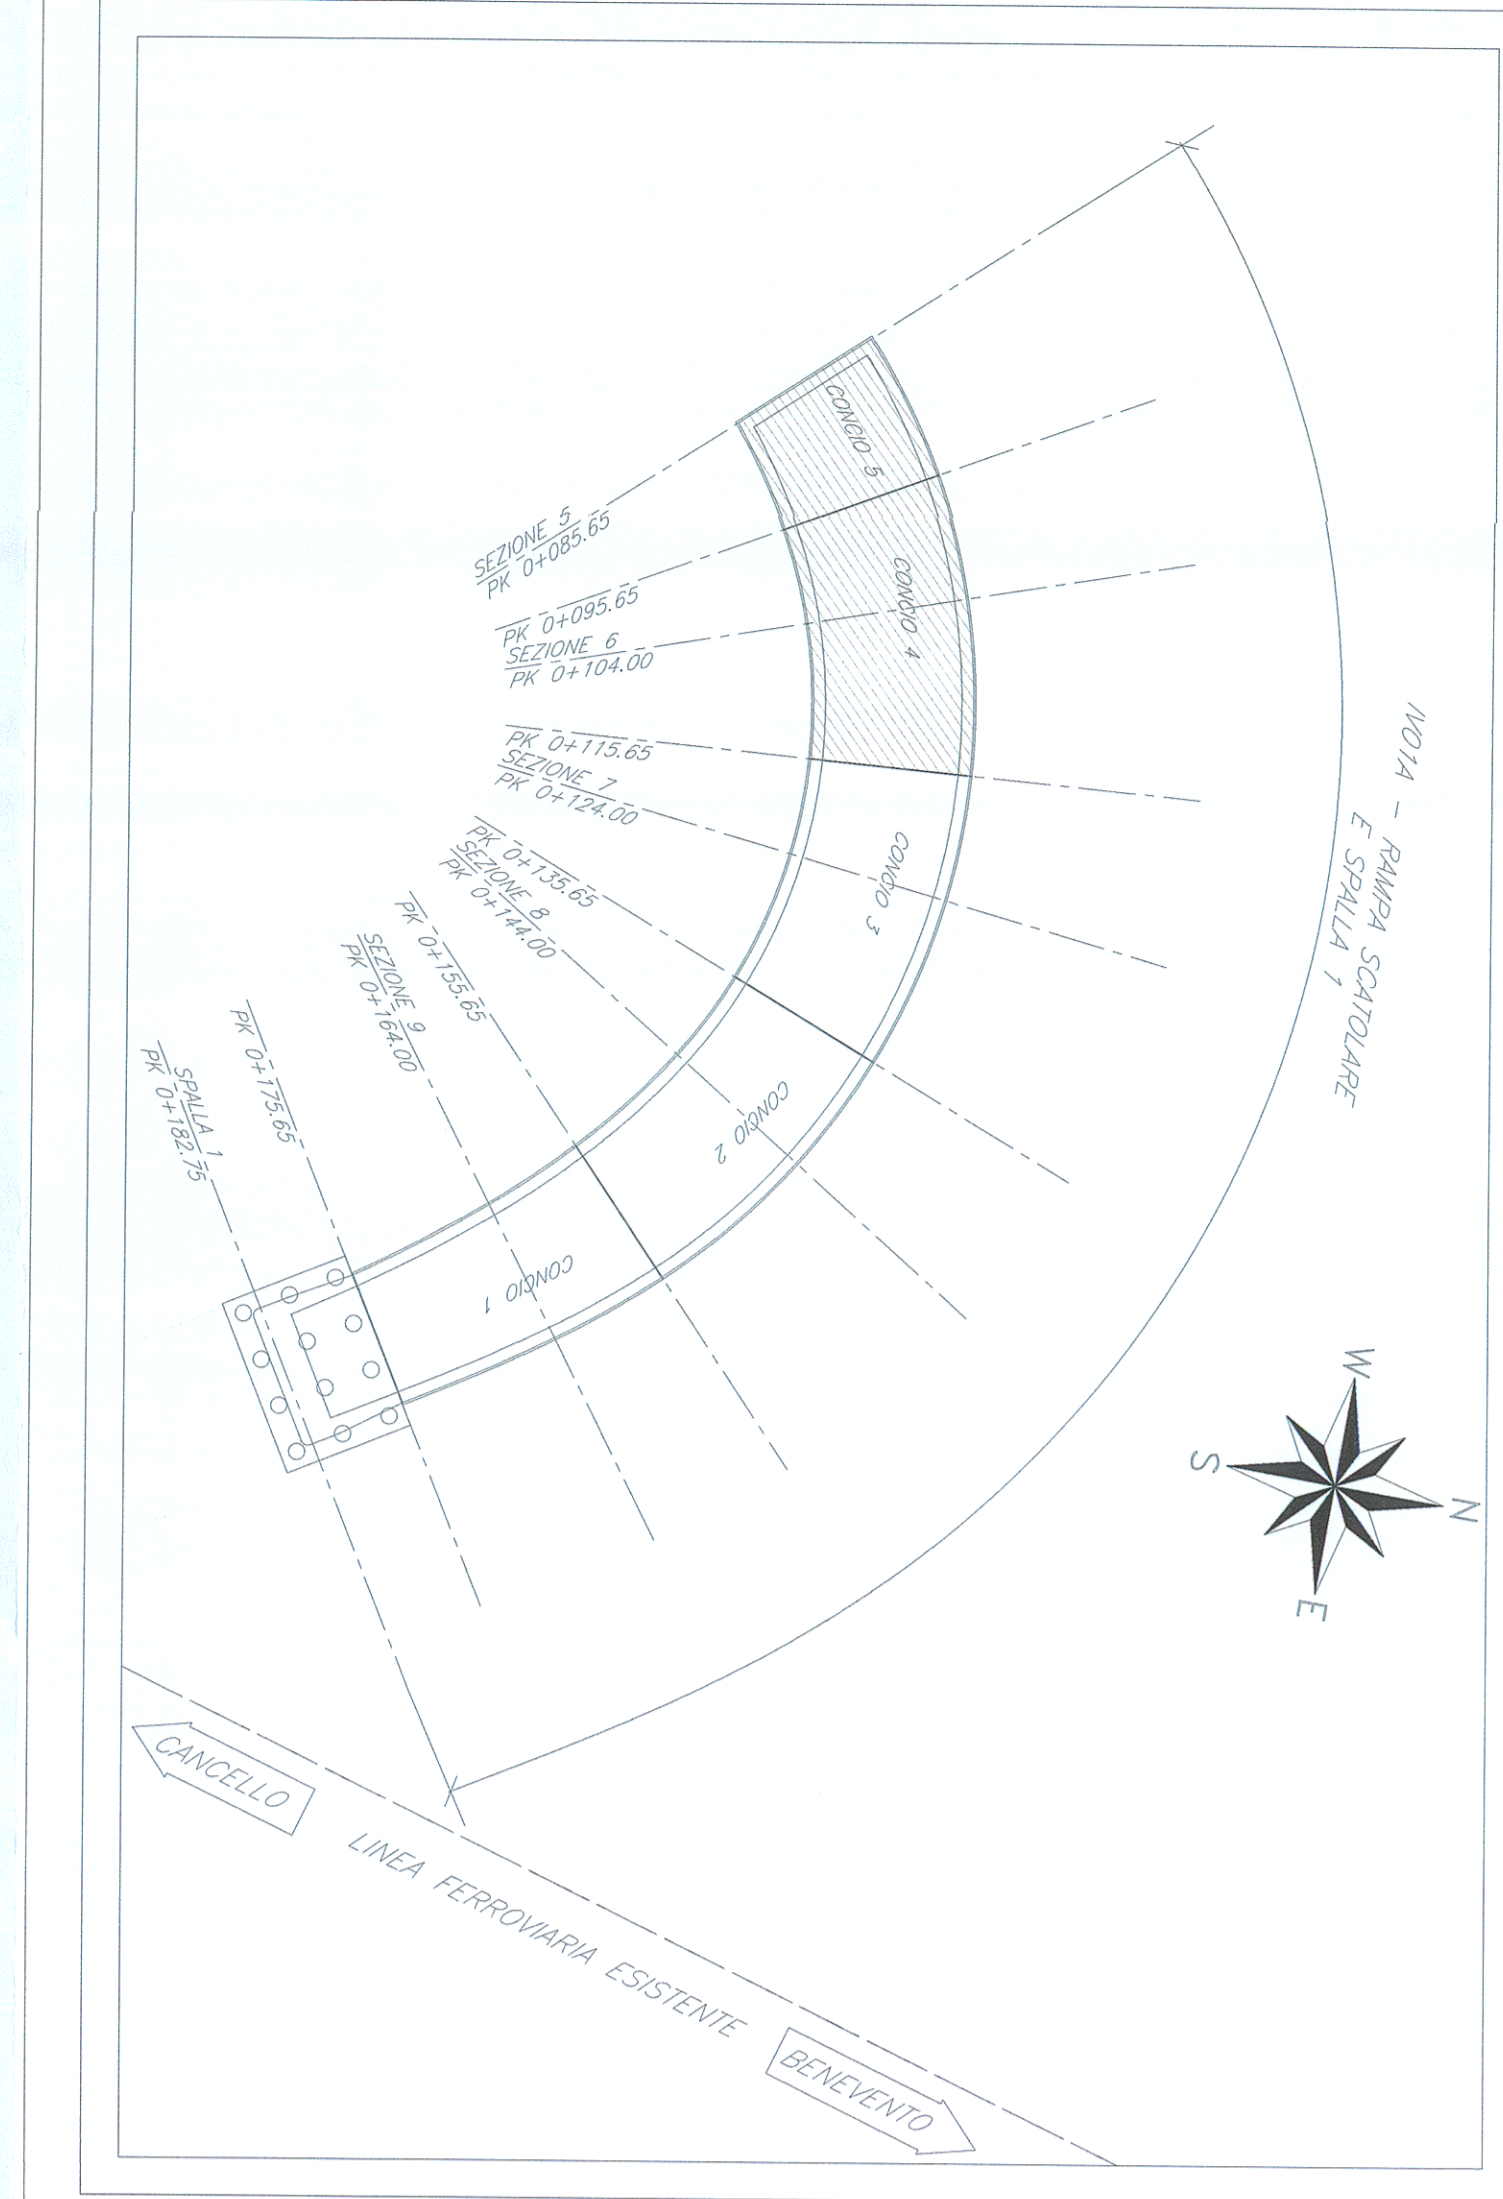 IV01A - RAMPA SCATOLARE
E SPALLA 1
CONCIO 5
CONCIO 4
CONCIO 3
CONCIO 2
CONCIO 1
SEZIONE 5
PK 0+085.65
PK 0+095.65
SEZIONE 6
PK 0+104.00
PK 0+115.65
SEZIONE 7
PK 0+124.00
PK 0+135.65
SEZIONE 8
PK 0+144.00
PK 0+155.65
SEZIONE 9
PK 0+164.00
PK 0+175.65
SPALLA 1
PK 0+182.75
W
S
N
E
CANCELLO
LINEA FERROVIARIA ESISTENTE
BENEVENTO